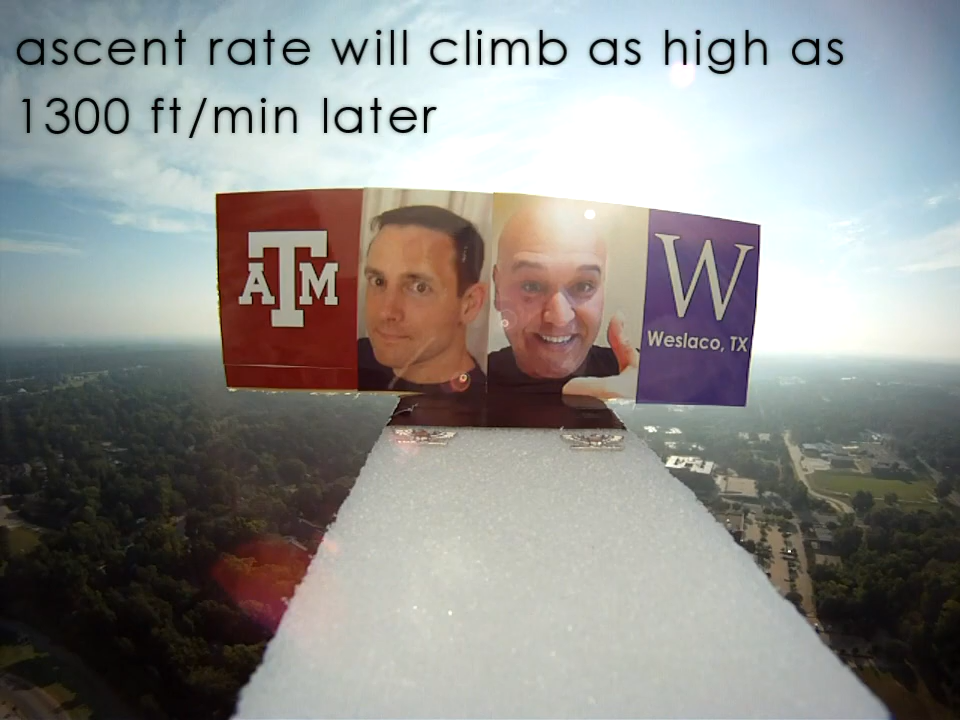 ascent rate will climb as high as
1300 ft/min later
ATM
W
Weslaco, TX